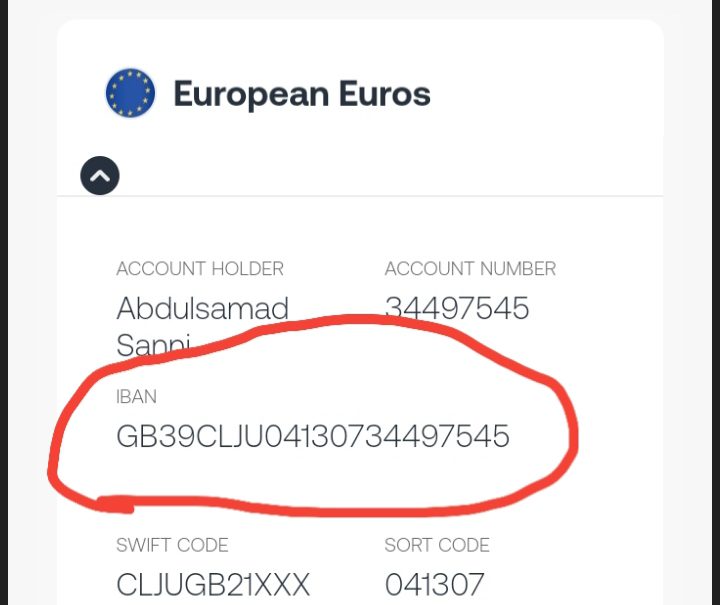 European Euros
ACCOUNT HOLDER
ACCOUNT NUMBER
Abdulsamad
34497545
Sanni
IBAN
GB39CLJU04130734497545
SWIFT CODE
SORT CODE
CLJUGB21XXX
041307